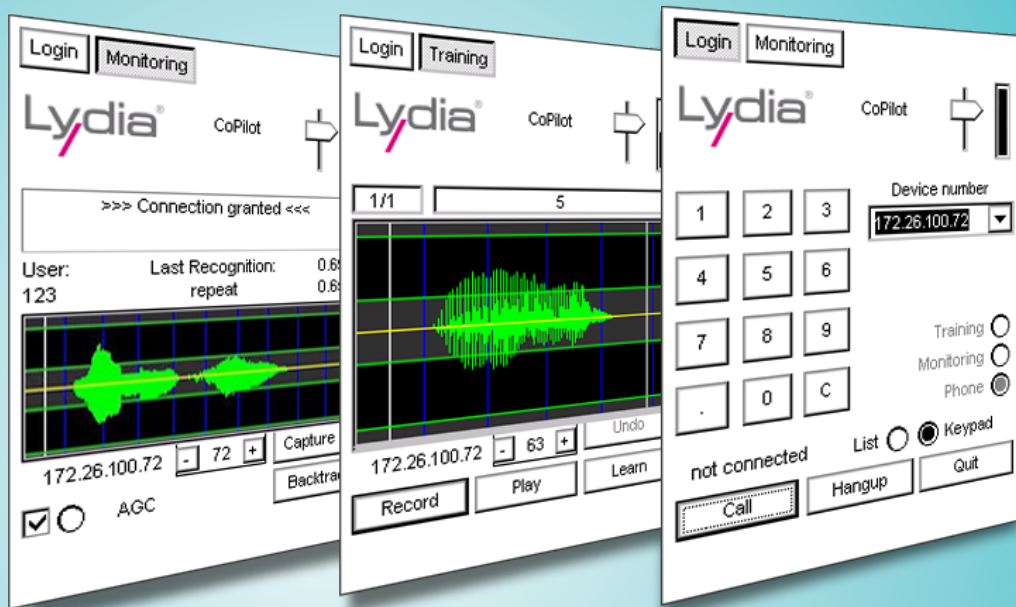 Login Monitoring
Lydia®
CoPilot
>>> Connection granted <<<
User: Last Recognition:
123 repeat
172.26.100.72 - 72 + Capture
AGC
Login Training
Lydia®
CoPilot
1/1 5
172.26.100.72 - 63 + Undo
Record Play Learn
Login Monitoring
Lydia®
CoPilot
Device number
172.26.100.72
1 2 3
4 5 6
7 8 9
. 0 C
Training
Monitoring
Phone
List Keypad
not connected
Call Hangup Quit